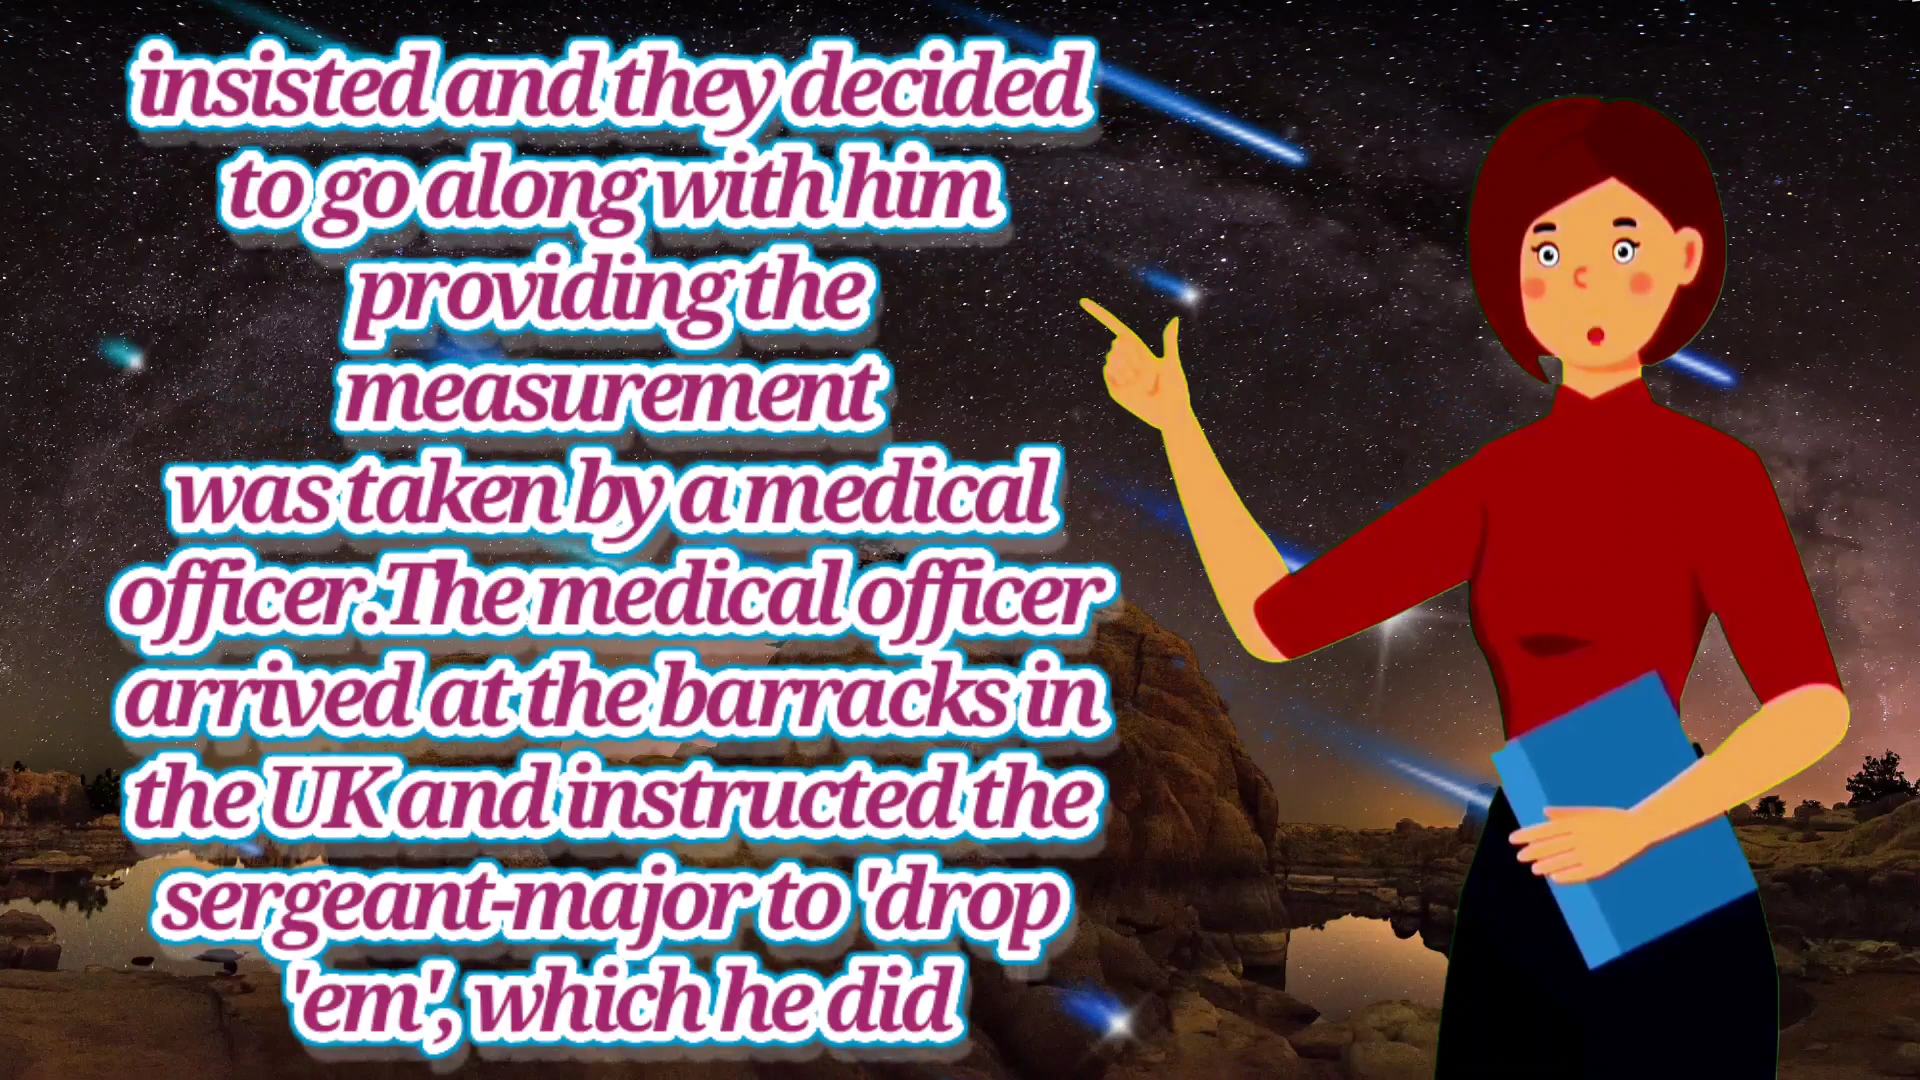 insisted and they decided
to go along with him
providing the
measurement
was taken by a medical
officer.The medical officer
arrived at the barracks in
the UK and instructed the
sergeant-major to 'drop
'em', which he did